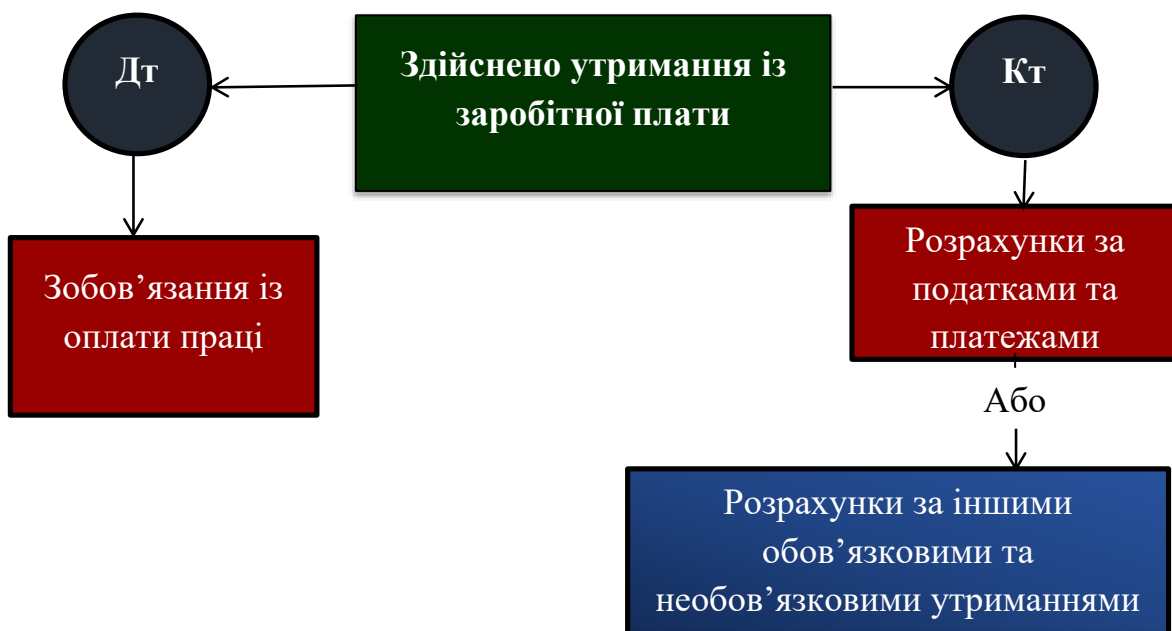 Дт
Здійснено утримання із
заробітної плати
Кт
Зобов’язання із
оплати праці
Розрахунки за
податками та
платежами
Або
Розрахунки за іншими
обов’язковими та
необов’язковими утриманнями